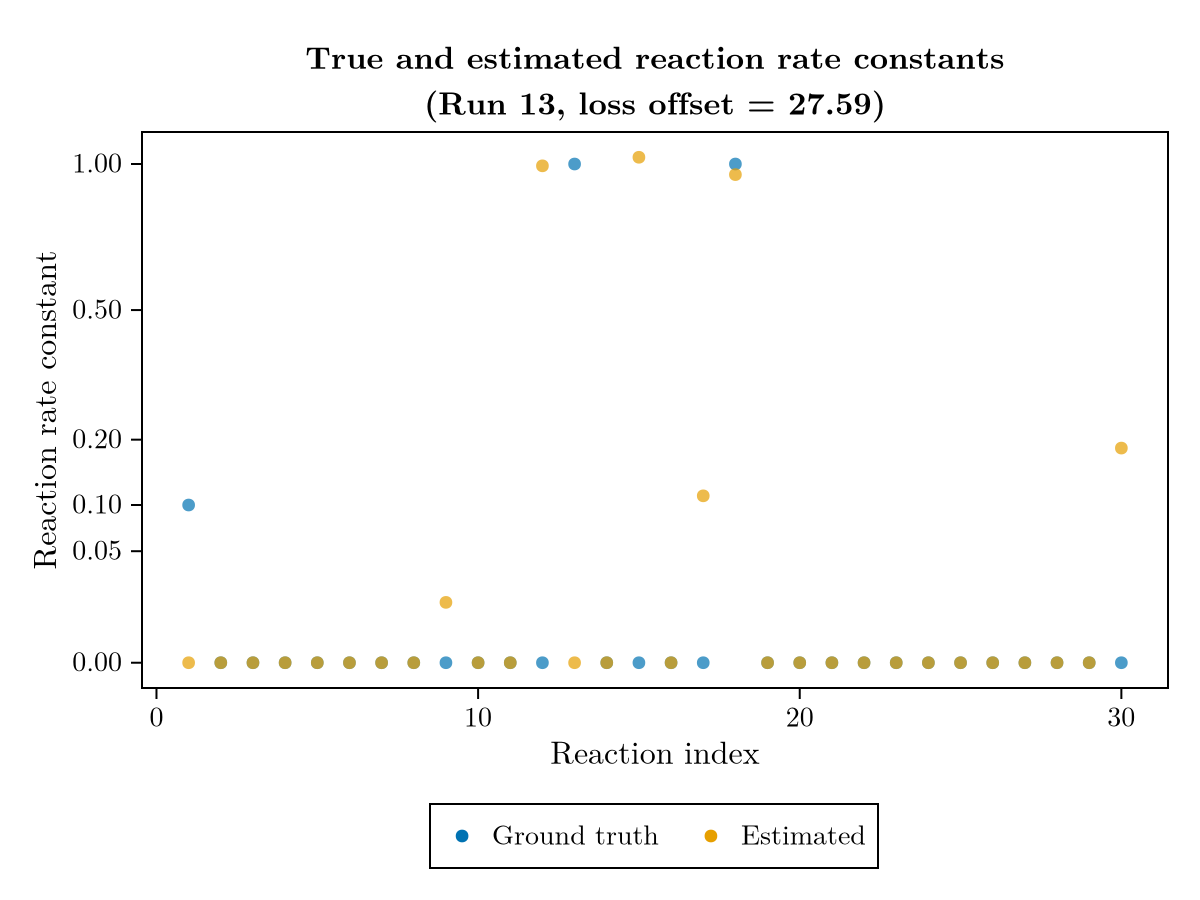 True and estimated reaction rate constants
(Run 13, loss offset = 27.59)
Reaction rate constant
1.00
0.50
0.20
0.10
0.05
0.00
0 10 20 30
Reaction index
Ground truth Estimated